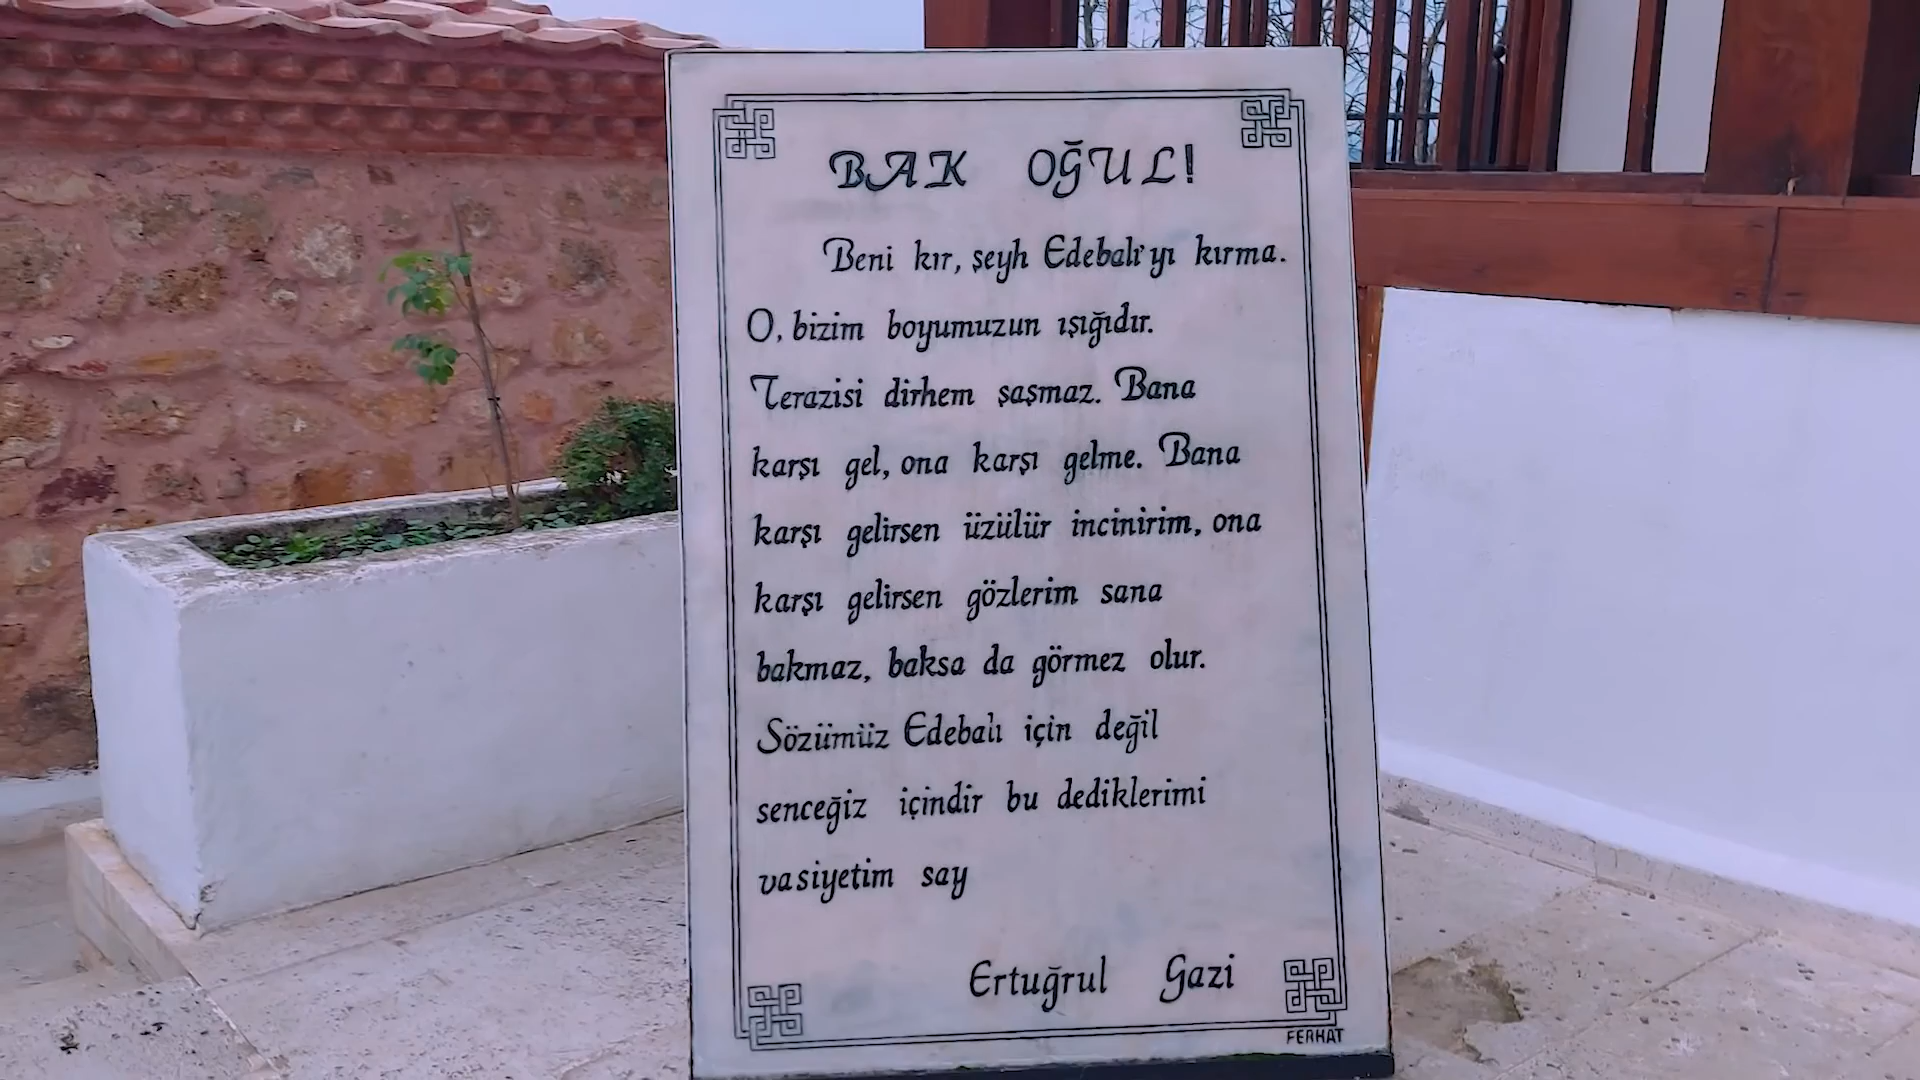 BAK OĞUL!
Beni kır, şeyh Edebali'yı kırma.
O, bizim boyumuzun ışığıdır.
Terazisi dirhem şaşmaz. Bana
karşı gel, ona karşı gelme. Bana
karşı gelirsen üzülür incinirim, ona
karşı gelirsen gözlerim sana
bakmaz, baksa da görmez olur.
Sözümüz Edebalı için değil
senceğiz içindir bu dediklerimi
vasiyetim say
Ertuğrul Gazi
FERHAT